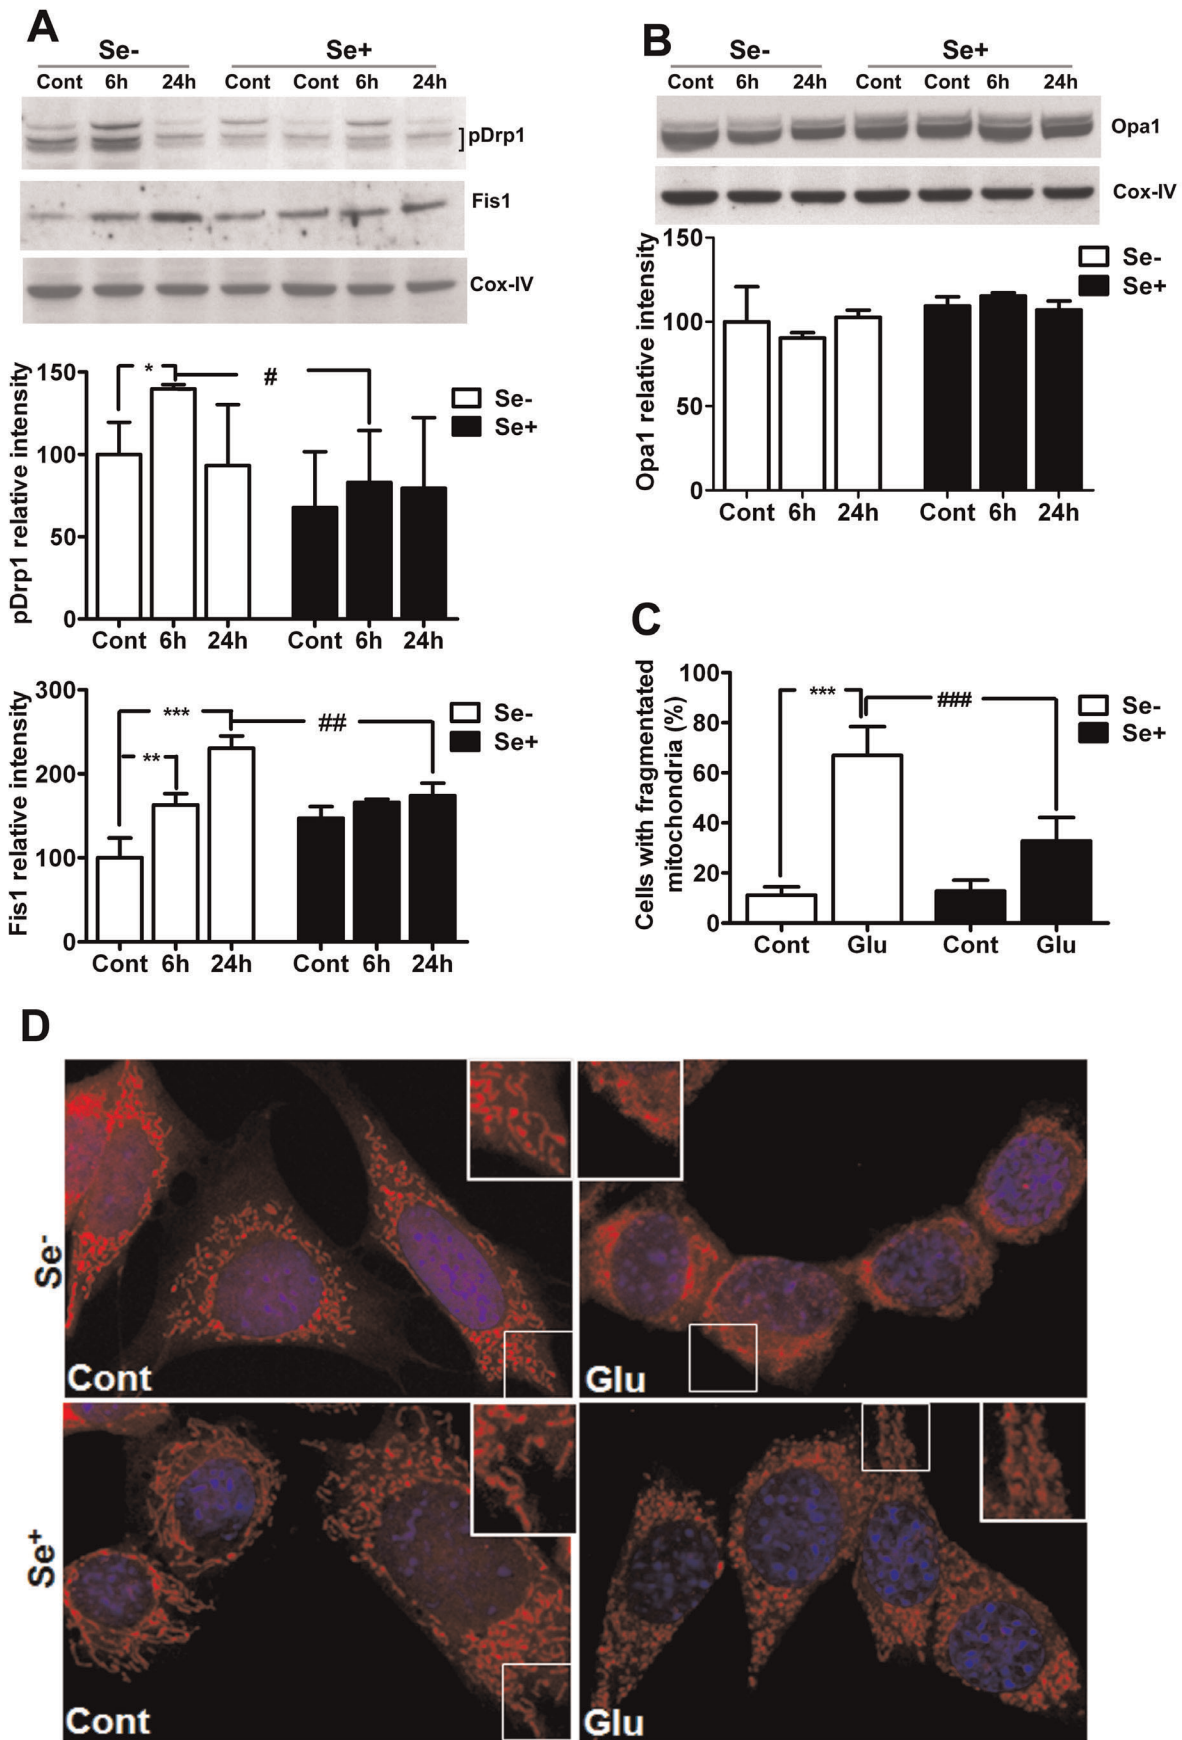 A
Se- Se+
Cont 6h 24h Cont Cont 6h 24h
pDrp1
Fis1
Cox-IV
pDrp1 relative intensity
150
100
50
0
* #
Se-
Se+
Cont 6h 24h Cont 6h 24h
Fis1 relative intensity
300
200
100
0
*** ##
**
Se-
Se+
Cont 6h 24h Cont 6h 24h
B
Se- Se+
Cont 6h 24h Cont Cont 6h 24h
Opa1
Cox-IV
Opa1 relative intensity
150
100
50
0
Se-
Se+
Cont 6h 24h Cont 6h 24h
C
Cells with fragmentated
mitochondria (%)
100
80
60
40
20
0
*** ###
Se-
Se+
Cont Glu Cont Glu
D
Se-
Cont Glu
Se+
Cont Glu